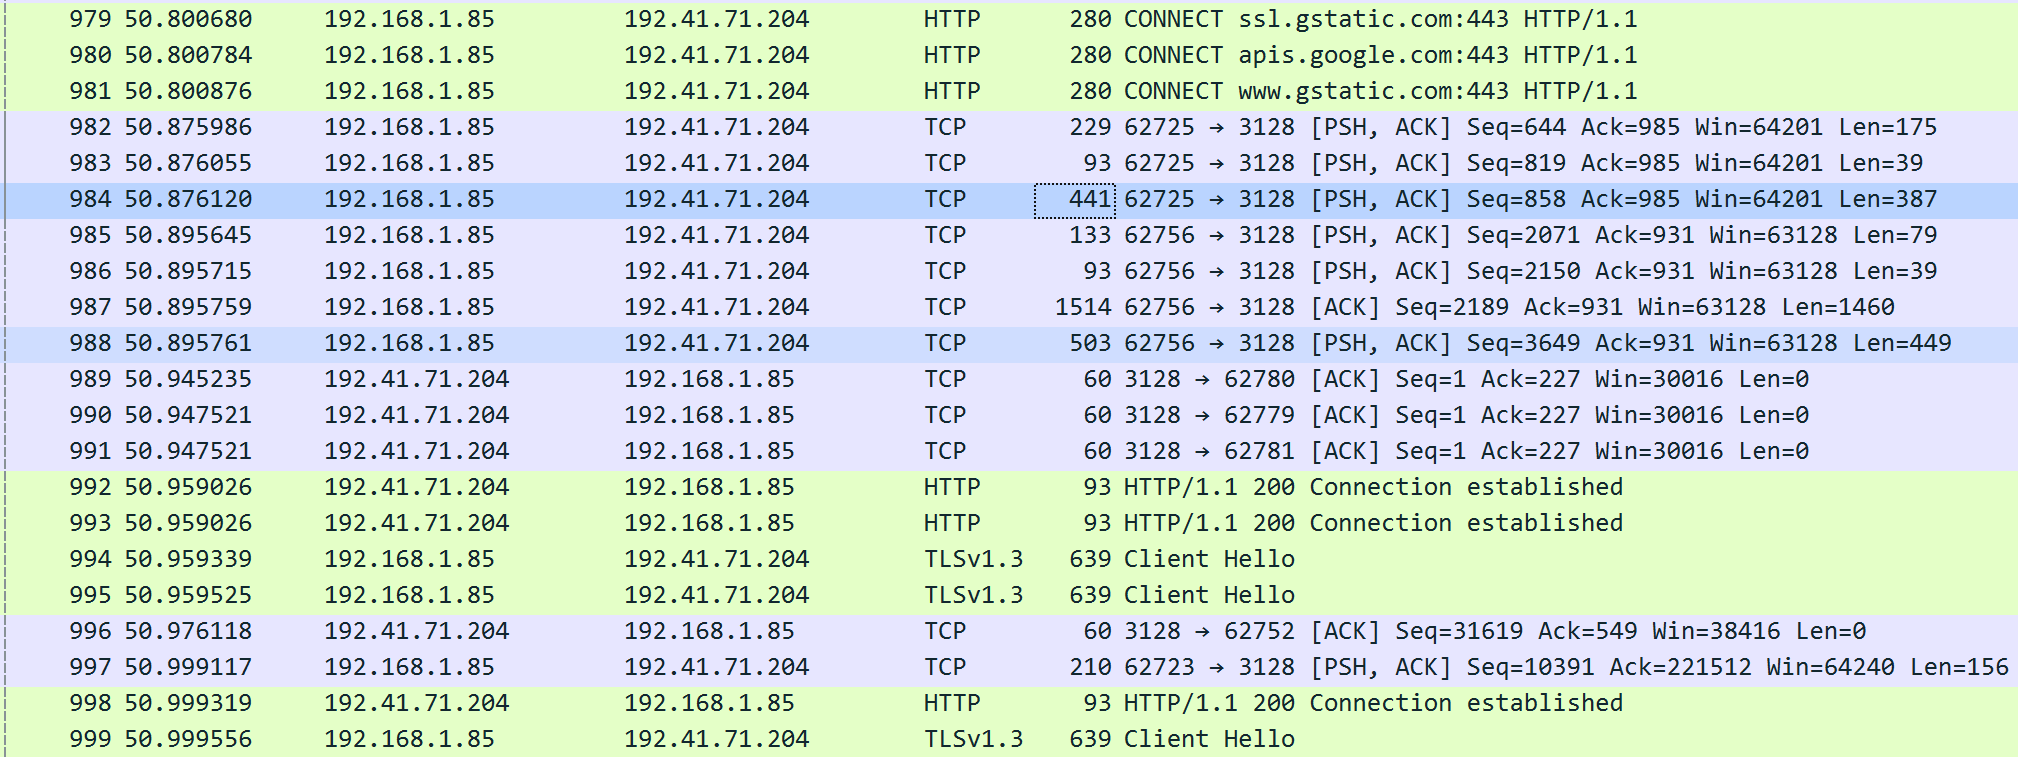 979 50.800680 192.168.1.85 192.41.71.204 HTTP 280 CONNECT ssl.gstatic.com:443 HTTP/1.1
980 50.800784 192.168.1.85 192.41.71.204 HTTP 280 CONNECT apis.google.com:443 HTTP/1.1
981 50.800876 192.168.1.85 192.41.71.204 HTTP 280 CONNECT www.gstatic.com:443 HTTP/1.1
982 50.875986 192.168.1.85 192.41.71.204 TCP 229 62725 → 3128 [PSH, ACK] Seq=644 Ack=985 Win=64201 Len=175
983 50.876055 192.168.1.85 192.41.71.204 TCP 93 62725 → 3128 [PSH, ACK] Seq=819 Ack=985 Win=64201 Len=39
984 50.876120 192.168.1.85 192.41.71.204 TCP 441 62725 → 3128 [PSH, ACK] Seq=858 Ack=985 Win=64201 Len=387
985 50.895645 192.168.1.85 192.41.71.204 TCP 133 62756 → 3128 [PSH, ACK] Seq=2071 Ack=931 Win=63128 Len=79
986 50.895715 192.168.1.85 192.41.71.204 TCP 93 62756 → 3128 [PSH, ACK] Seq=2150 Ack=931 Win=63128 Len=39
987 50.895759 192.168.1.85 192.41.71.204 TCP 1514 62756 → 3128 [ACK] Seq=2189 Ack=931 Win=63128 Len=1460
988 50.895761 192.168.1.85 192.41.71.204 TCP 503 62756 → 3128 [PSH, ACK] Seq=3649 Ack=931 Win=63128 Len=449
989 50.945235 192.41.71.204 192.168.1.85 TCP 60 3128 → 62780 [ACK] Seq=1 Ack=227 Win=30016 Len=0
990 50.947521 192.41.71.204 192.168.1.85 TCP 60 3128 → 62779 [ACK] Seq=1 Ack=227 Win=30016 Len=0
991 50.947521 192.41.71.204 192.168.1.85 TCP 60 3128 → 62781 [ACK] Seq=1 Ack=227 Win=30016 Len=0
992 50.959026 192.41.71.204 192.168.1.85 HTTP 93 HTTP/1.1 200 Connection established
993 50.959026 192.41.71.204 192.168.1.85 HTTP 93 HTTP/1.1 200 Connection established
994 50.959339 192.168.1.85 192.41.71.204 TLSv1.3 639 Client Hello
995 50.959525 192.168.1.85 192.41.71.204 TLSv1.3 639 Client Hello
996 50.976118 192.41.71.204 192.168.1.85 TCP 60 3128 → 62752 [ACK] Seq=31619 Ack=549 Win=38416 Len=0
997 50.999117 192.168.1.85 192.41.71.204 TCP 210 62723 → 3128 [PSH, ACK] Seq=10391 Ack=221512 Win=64240 Len=156
998 50.999319 192.41.71.204 192.168.1.85 HTTP 93 HTTP/1.1 200 Connection established
999 50.999556 192.168.1.85 192.41.71.204 TLSv1.3 639 Client Hello